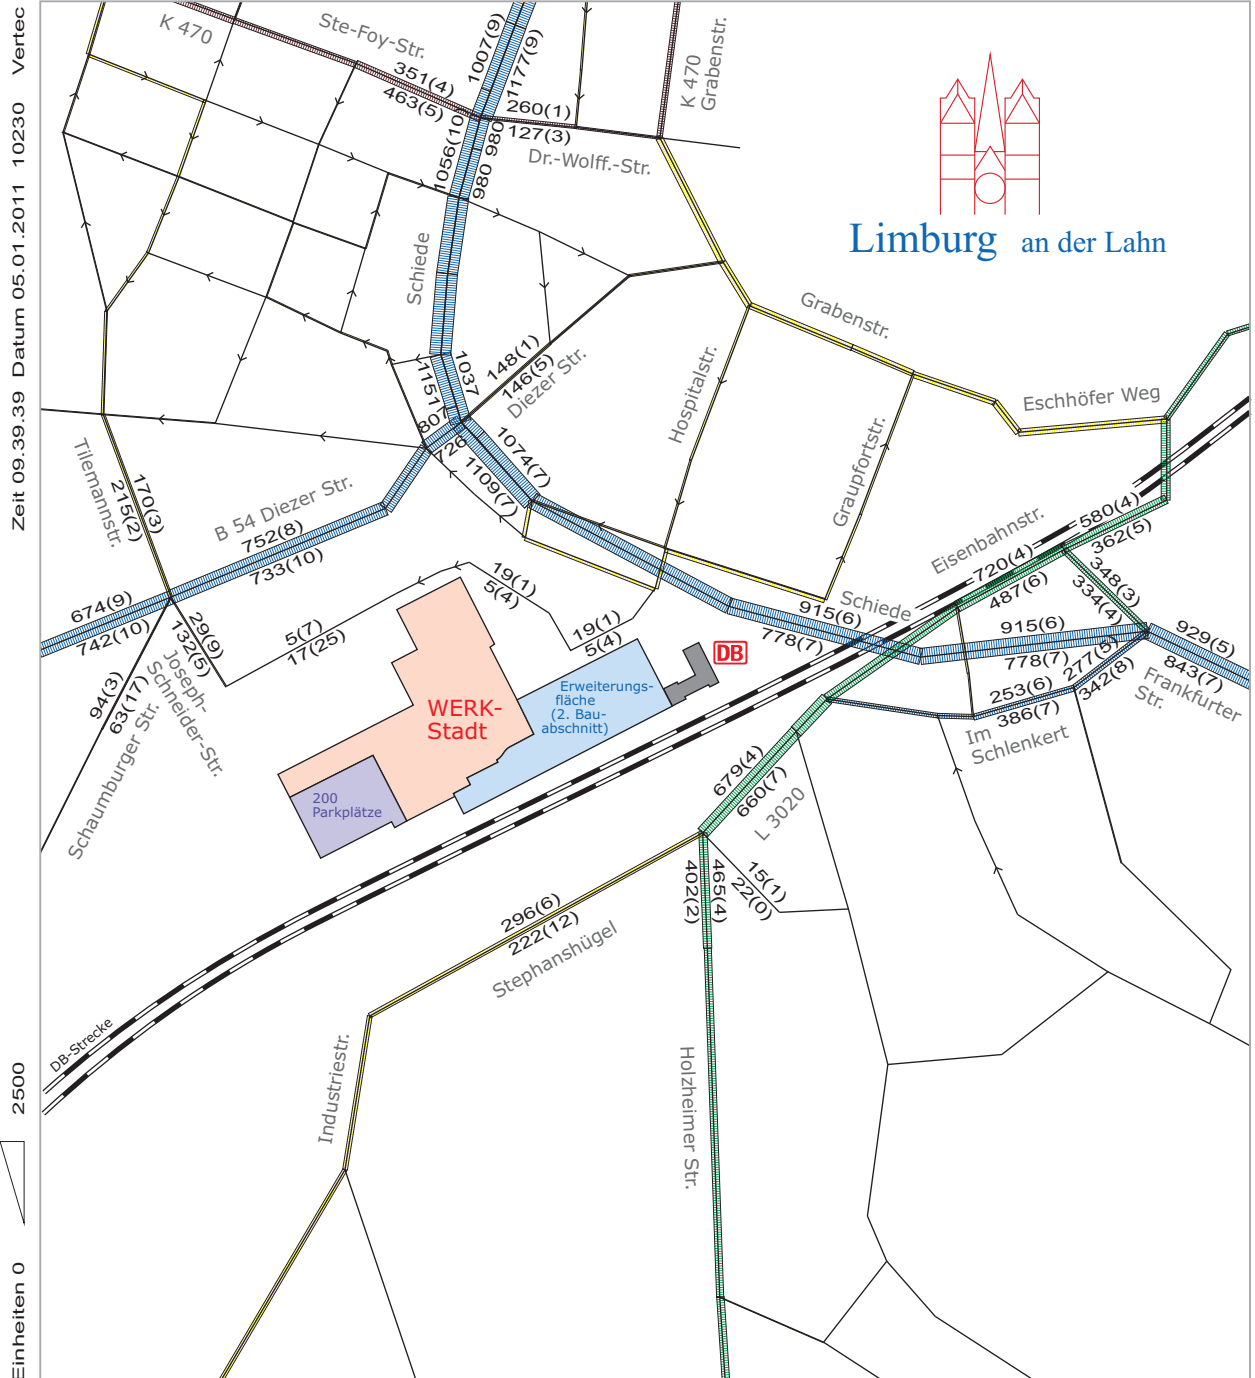 Zeit 09.39.39 Datum 05.01.2011 10230 Vertec
Einheiten 0 2500
K 470
Ste-Foy-Str.
351(4)
463(5)
1007(9)
1177(9)
260(1)
127(3)
Dr.-Wolff.-Str.
K 470
Grabenstr.
1056(10)
980
980
Schiede
Limburg an der Lahn
Grabenstr.
Eschhöfer Weg
148(1)
146(5)
Diezer Str.
1037
1151
807
726
1074(7)
1109(7)
Hospitalstr.
Graupfortstr.
Tilemannstr.
170(3)
215(2)
B 54 Diezer Str.
752(8)
733(10)
674(9)
742(10)
29(9)
132(5)
Joseph-
Schneider-Str.
94(3)
63(17)
Schaumburger Str.
5(7)
17(25)
19(1)
5(4)
19(1)
5(4)
Eisenbahnstr.
720(4)
487(6)
580(4)
362(5)
348(3)
334(4)
Schiede
915(6)
778(7)
915(6)
778(7)
929(5)
843(7)
Frankfurter
Str.
277(5)
342(8)
253(6)
386(7)
Im
Schlenkert
DB
WERK-
Stadt
Erweiterungs-
fläche
(2. Bau-
abschnitt)
200
Parkplätze
679(4)
660(7)
L 3020
15(1)
22(0)
465(4)
402(2)
296(6)
222(12)
Stephanshügel
DB-Strecke
Industriestr.
Holzheimer Str.